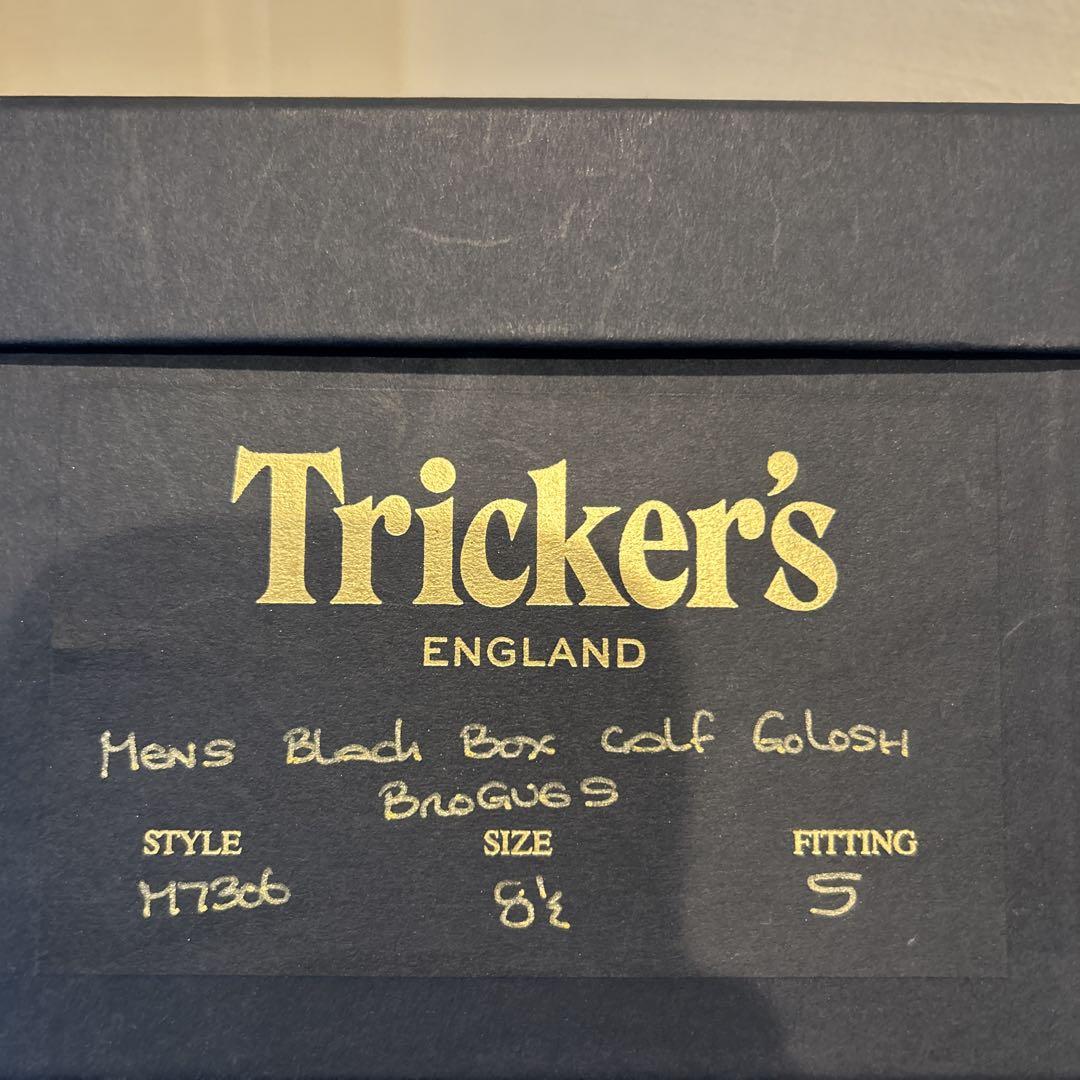 Tricker's
ENGLAND
MENS Black Box Calf GoLOSH
BROGUES
STYLE SIZE FITTING
M7306 8½ 5